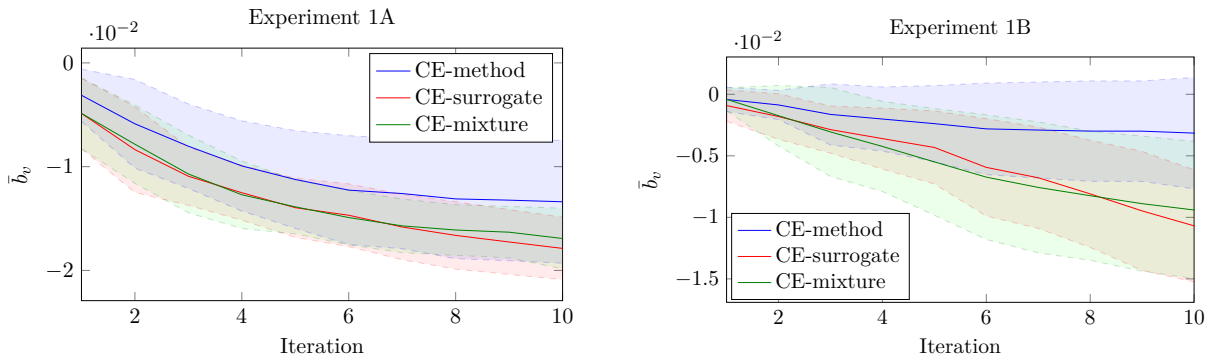 Experiment 1A
·10⁻²
0
−1
−2
b̄ᵥ
2
4
6
8
10
Iteration
CE-method
CE-surrogate
CE-mixture
Experiment 1B
·10⁻²
0
−0.5
−1
−1.5
b̄ᵥ
2
4
6
8
10
Iteration
CE-method
CE-surrogate
CE-mixture